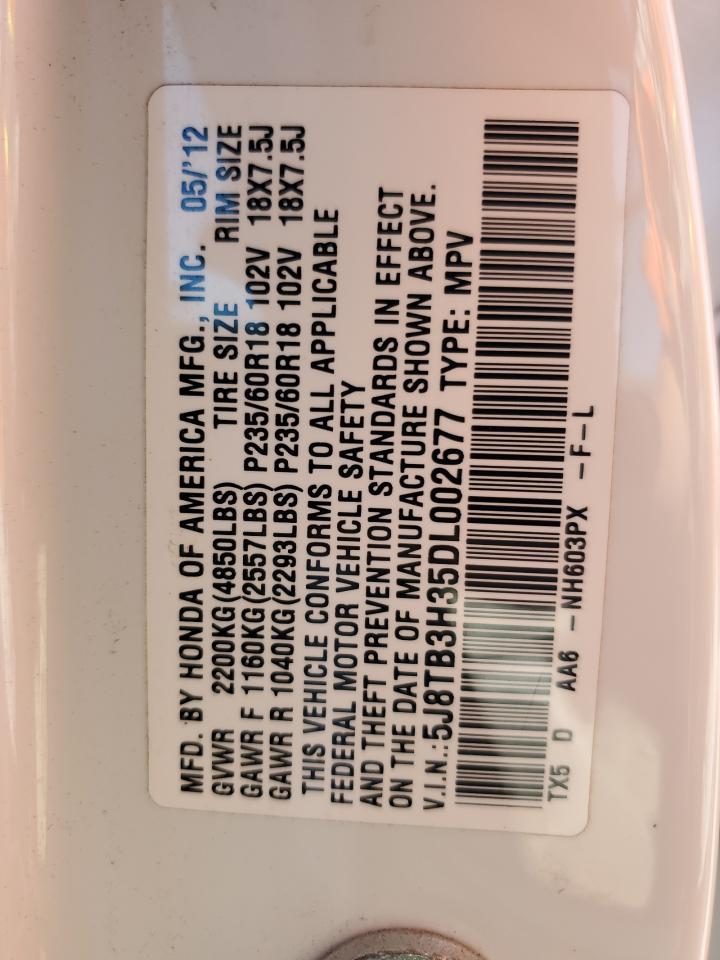 MFD. BY HONDA OF AMERICA MFG., INC. 05/'12
GVWR 2200KG(4850LBS) TIRE SIZE RIM SIZE
GAWR F 1160KG(2557LBS) P235/60R18 102V 18X7.5J
GAWR R 1040KG(2293LBS) P235/60R18 102V 18X7.5J
THIS VEHICLE CONFORMS TO ALL APPLICABLE
FEDERAL MOTOR VEHICLE SAFETY
AND THEFT PREVENTION STANDARDS IN EFFECT
ON THE DATE OF MANUFACTURE SHOWN ABOVE.
V.I.N.:5J8TB3H35DL002677 TYPE: MPV
TX5 D AA6 -NH603PX -F-L